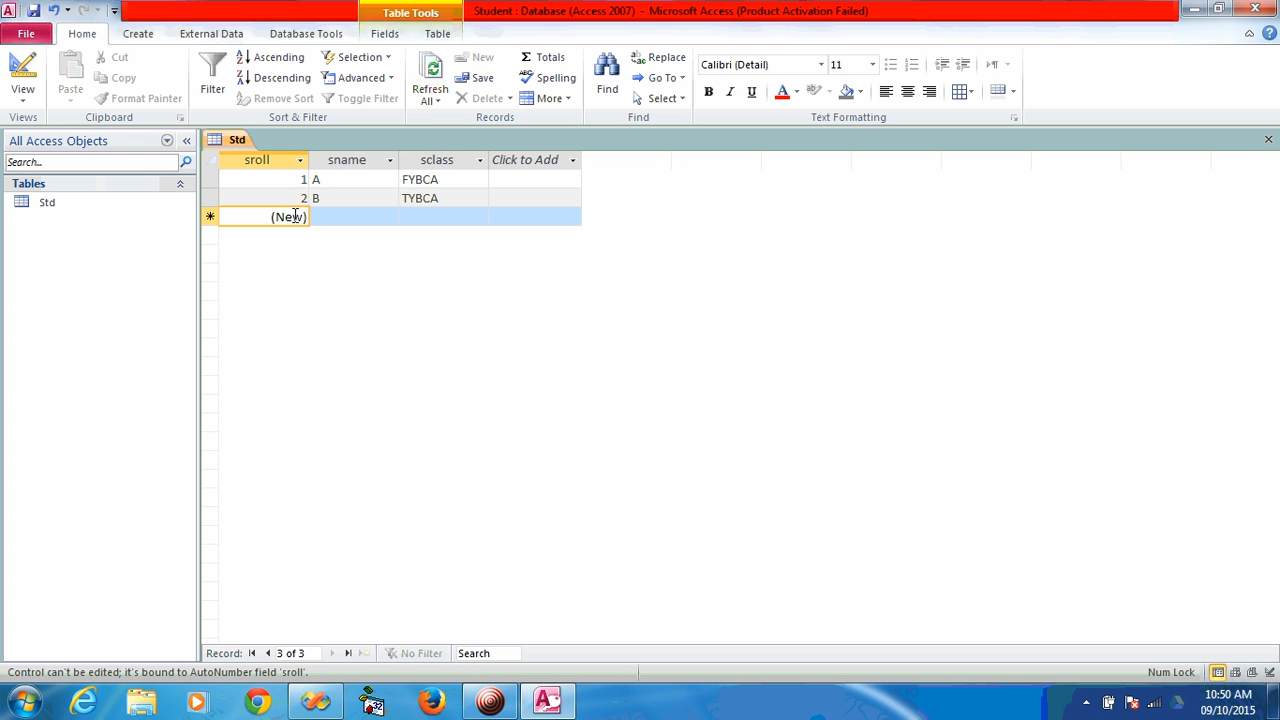 Table Tools
Student : Database (Access 2007) - Microsoft Access (Product Activation Failed)
File Home Create External Data Database Tools Fields Table
View
Views
Paste
Cut
Copy
Format Painter
Clipboard
Filter
Ascending
Descending
Remove Sort
Selection
Advanced
Toggle Filter
Sort & Filter
Refresh
All
New
Save
Delete
Totals
Spelling
More
Records
Find
Replace
Go To
Select
Find
Calibri (Detail) 11
B I U A
Text Formatting
All Access Objects
Search...
Tables
Std
Std
sroll sname sclass Click to Add
1 A FYBCA
2 B TYBCA
* (New)
Record: 3 of 3 No Filter Search
Control can't be edited; it's bound to AutoNumber field 'sroll'. Num Lock
10:50 AM
09/10/2015